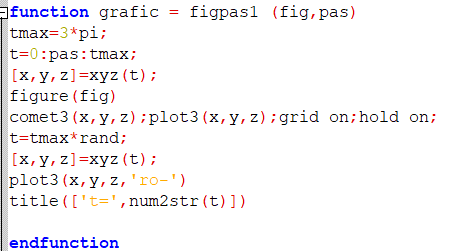 function grafic = figpas1 (fig,pas)
tmax=3*pi;
t=0:pas:tmax;
[x,y,z]=xyz(t);
figure(fig)
comet3(x,y,z);plot3(x,y,z);grid on;hold on;
t=tmax*rand;
[x,y,z]=xyz(t);
plot3(x,y,z,'ro-')
title(['t=',num2str(t)])
endfunction